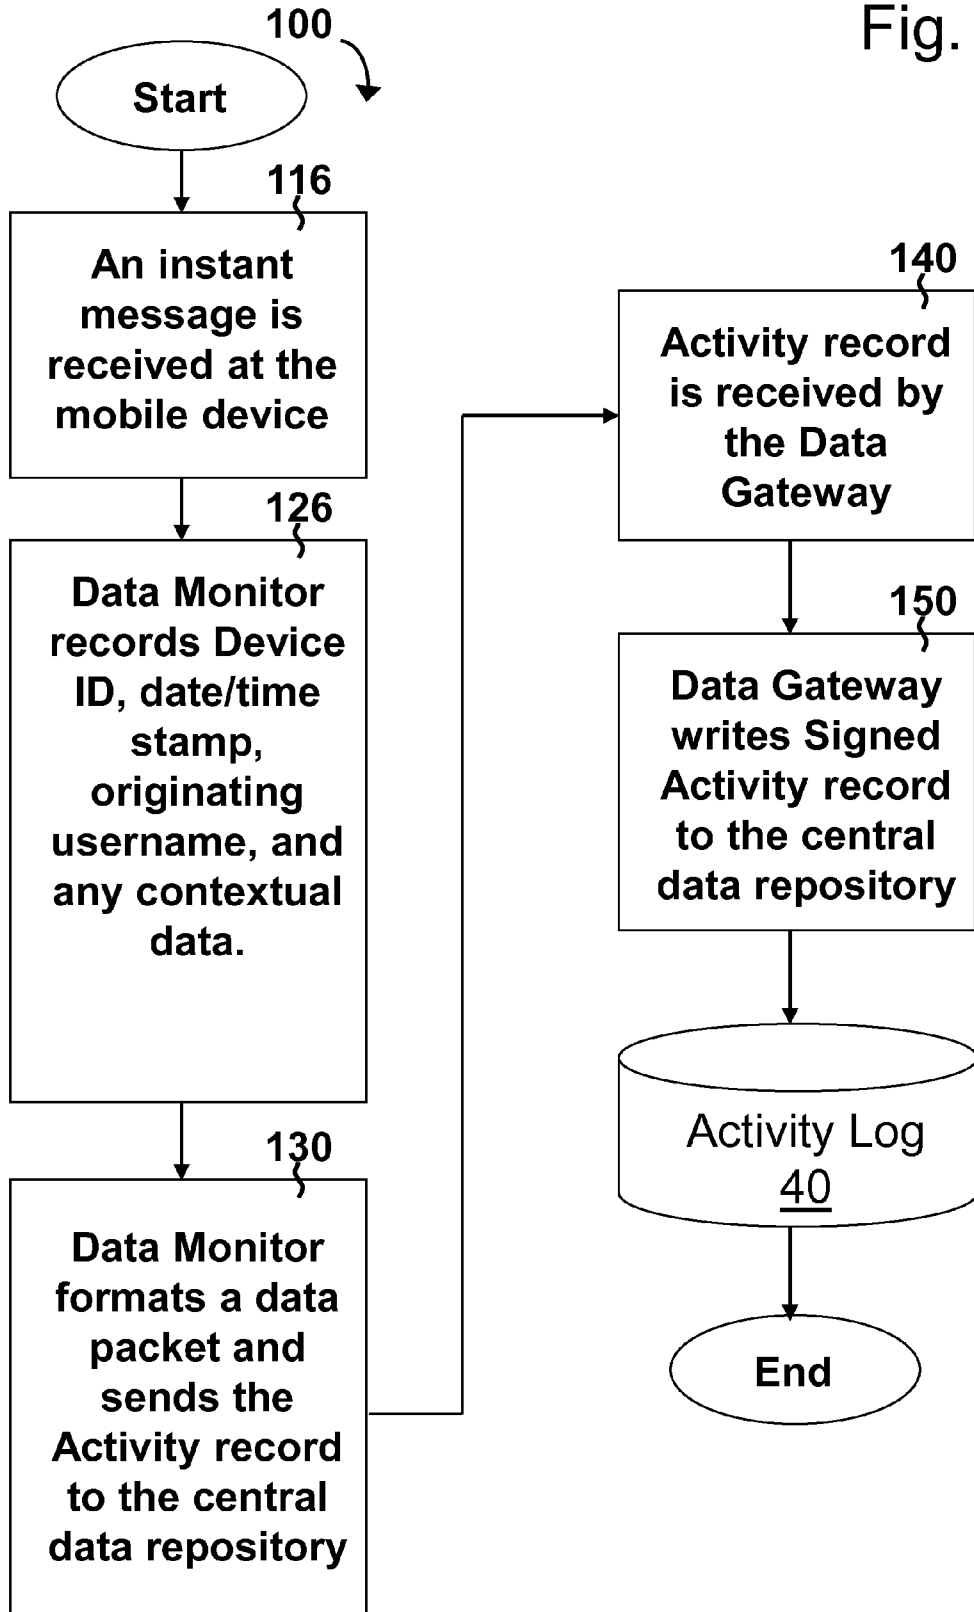 100
Fig.
Start
116
An instant
message is
received at the
mobile device
126
Data Monitor
records Device
ID, date/time
stamp,
originating
username, and
any contextual
data.
130
Data Monitor
formats a data
packet and
sends the
Activity record
to the central
data repository
140
Activity record
is received by
the Data
Gateway
150
Data Gateway
writes Signed
Activity record
to the central
data repository
Activity Log
40
End